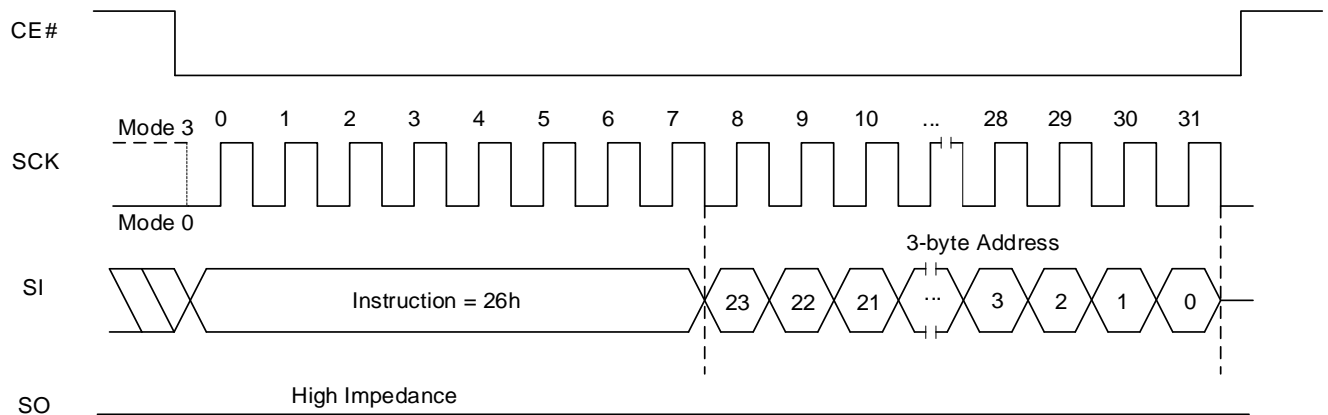 CE#
0 1 2 3 4 5 6 7 8 9 10 ... 28 29 30 31
Mode 3
SCK
Mode 0
3-byte Address
SI
Instruction = 26h 23 22 21 ... 3 2 1 0
High Impedance
SO